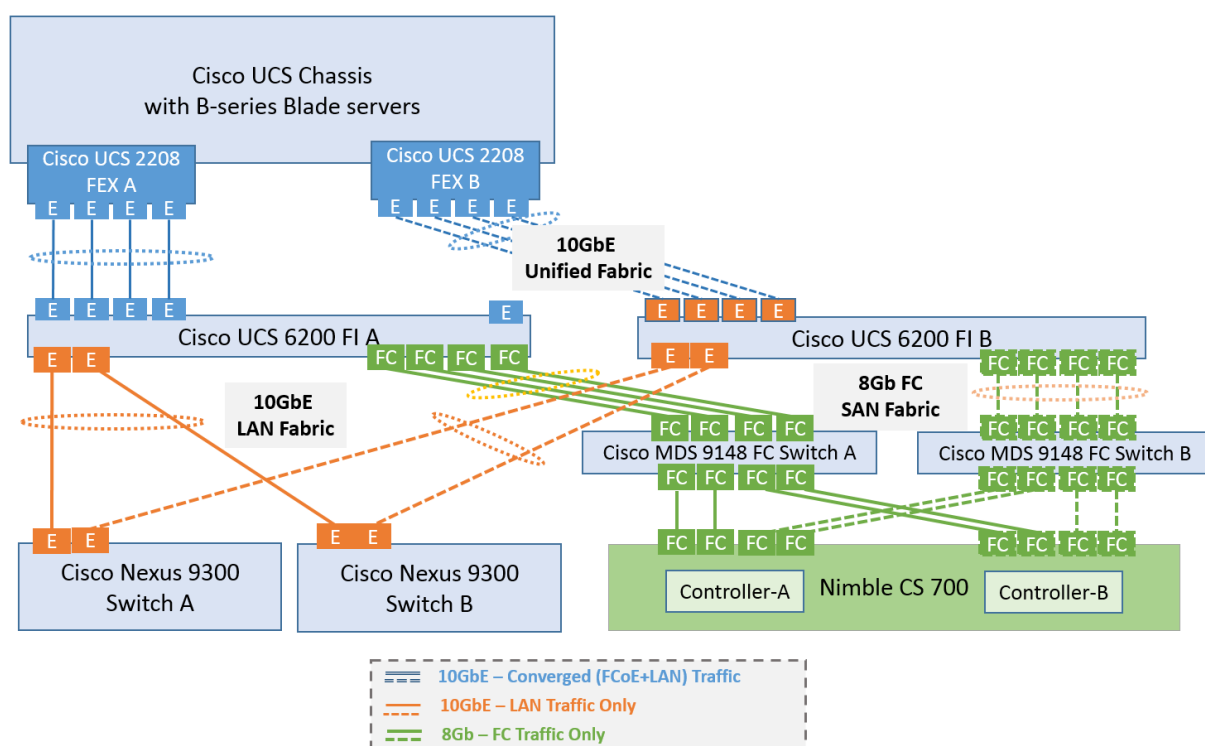 Cisco UCS Chassis
with B-series Blade servers
Cisco UCS 2208
FEX A
Cisco UCS 2208
FEX B
E E E E
E E E E
10GbE
Unified Fabric
E E E E
E
E E E E
Cisco UCS 6200 FI A
Cisco UCS 6200 FI B
E E
FC FC FC FC
E E
FC FC FC FC
10GbE
LAN Fabric
8Gb FC
SAN Fabric
FC FC FC FC
FC FC FC FC
Cisco MDS 9148 FC Switch A
Cisco MDS 9148 FC Switch B
FC FC FC FC
FC FC FC FC
E E
E E
FC FC FC FC
FC FC FC FC
Cisco Nexus 9300
Switch A
Cisco Nexus 9300
Switch B
Controller-A
Nimble CS 700
Controller-B
10GbE – Converged (FCoE+LAN) Traffic
10GbE – LAN Traffic Only
8Gb – FC Traffic Only